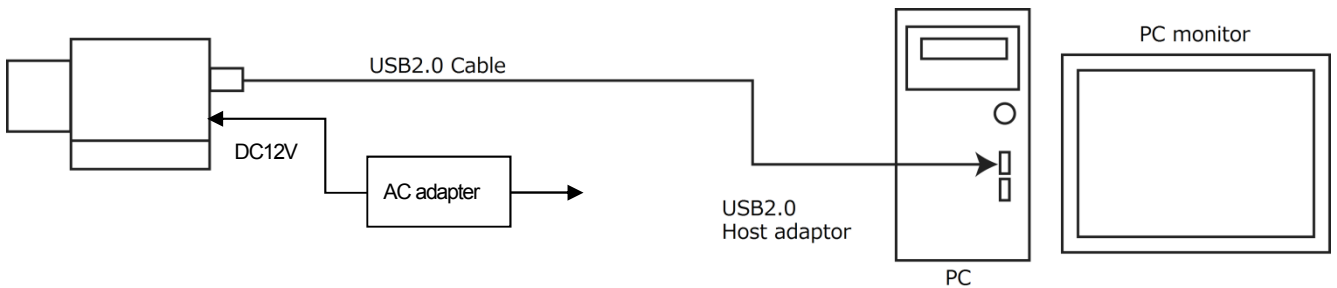 PC monitor
USB2.0 Cable
DC12V
AC adapter
USB2.0
Host adaptor
PC